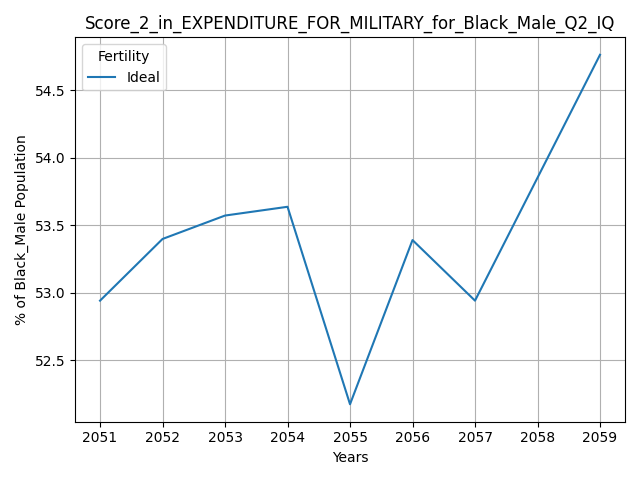 Score_2_in_EXPENDITURE_FOR_MILITARY_for_Black_Male_Q2_IQ
Fertility
Ideal
% of Black_Male Population
54.5
54.0
53.5
53.0
52.5
2051 2052 2053 2054 2055 2056 2057 2058 2059
Years